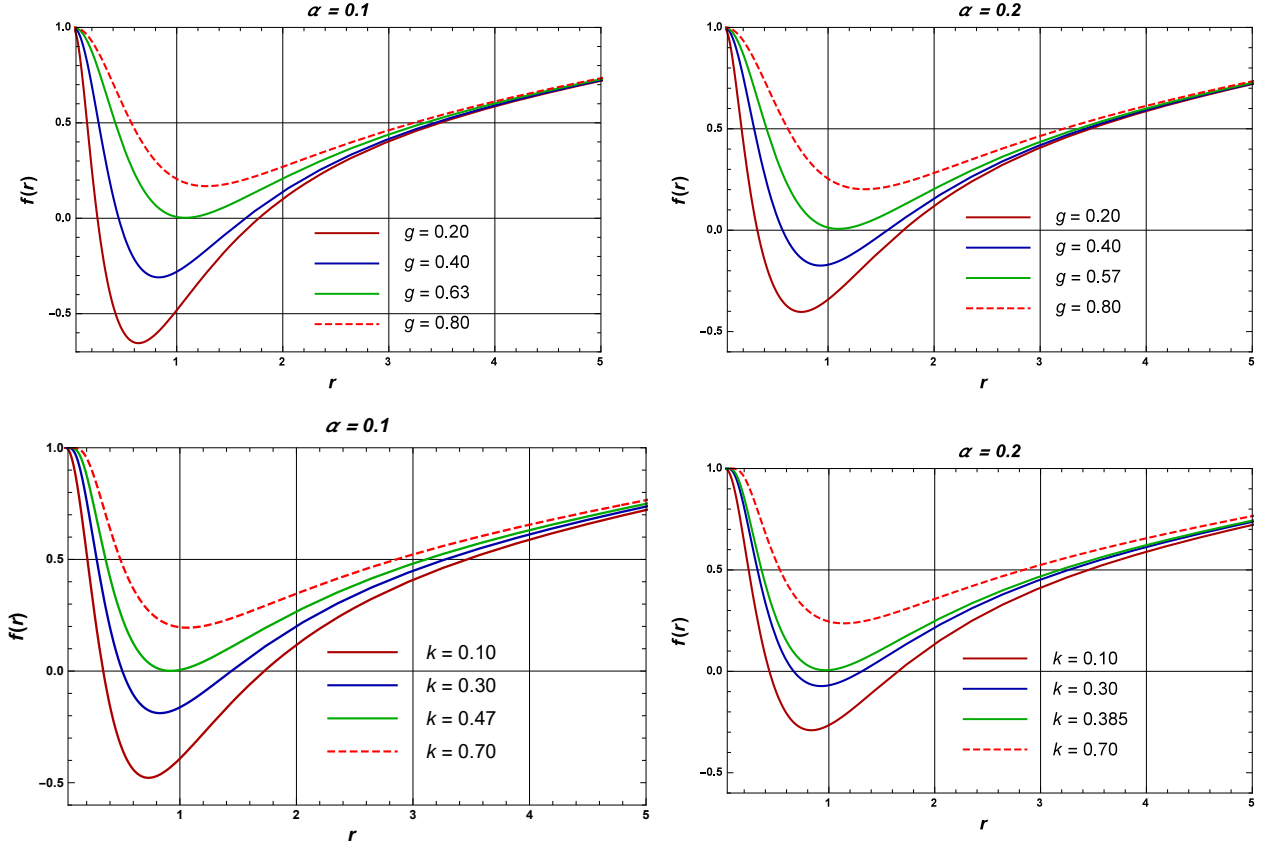 α = 0.1
1.0
0.5
0.0
−0.5
f(r)
g = 0.20
g = 0.40
g = 0.63
g = 0.80
1 2 3 4 5
r
α = 0.2
1.0
0.5
0.0
−0.5
f(r)
g = 0.20
g = 0.40
g = 0.57
g = 0.80
1 2 3 4 5
r
α = 0.1
1.0
0.5
0.0
−0.5
f(r)
k = 0.10
k = 0.30
k = 0.47
k = 0.70
1 2 3 4 5
r
α = 0.2
1.0
0.5
0.0
−0.5
f(r)
k = 0.10
k = 0.30
k = 0.385
k = 0.70
1 2 3 4 5
r